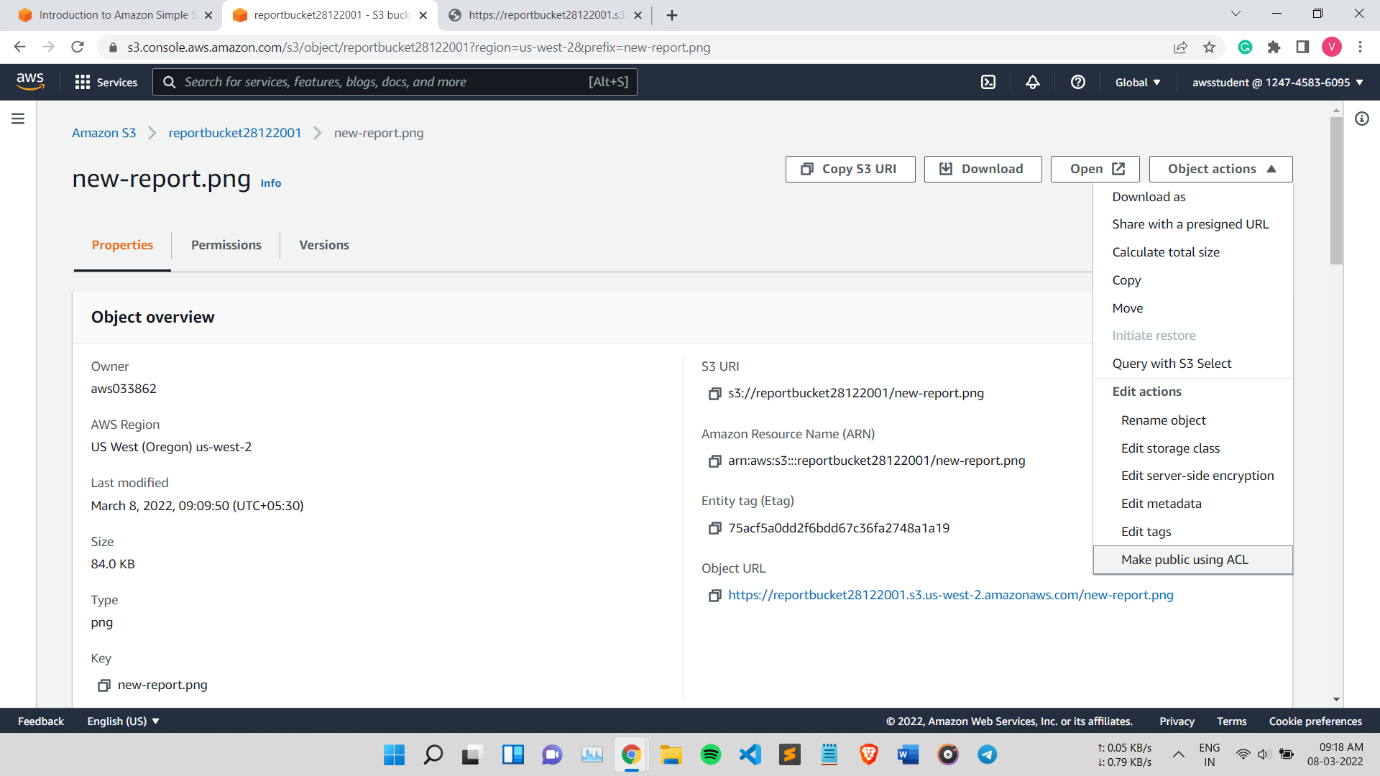 Introduction to Amazon Simple S
reportbucket28122001 - S3 buck
https://reportbucket28122001.s3
s3.console.aws.amazon.com/s3/object/reportbucket28122001?region=us-west-2&prefix=new-report.png
V
aws
Services
Search for services, features, blogs, docs, and more
[Alt+S]
Global
awsstudent @ 1247-4583-6095
Amazon S3
reportbucket28122001
new-report.png
new-report.png
Info
Copy S3 URI
Download
Open
Object actions
Download as
Share with a presigned URL
Calculate total size
Copy
Move
Initiate restore
Query with S3 Select
Edit actions
Rename object
Edit storage class
Edit server-side encryption
Edit metadata
Edit tags
Make public using ACL
Properties
Permissions
Versions
Object overview
Owner
aws033862
AWS Region
US West (Oregon) us-west-2
Last modified
March 8, 2022, 09:09:50 (UTC+05:30)
Size
84.0 KB
Type
png
Key
new-report.png
S3 URI
s3://reportbucket28122001/new-report.png
Amazon Resource Name (ARN)
arn:aws:s3:::reportbucket28122001/new-report.png
Entity tag (Etag)
75acf5a0dd2f6bdd67c36fa2748a1a19
Object URL
https://reportbucket28122001.s3.us-west-2.amazonaws.com/new-report.png
Feedback
English (US)
© 2022, Amazon Web Services, Inc. or its affiliates.
Privacy
Terms
Cookie preferences
↑: 0.05 KB/s
↓: 0.79 KB/s
ENG
IN
09:18 AM
08-03-2022